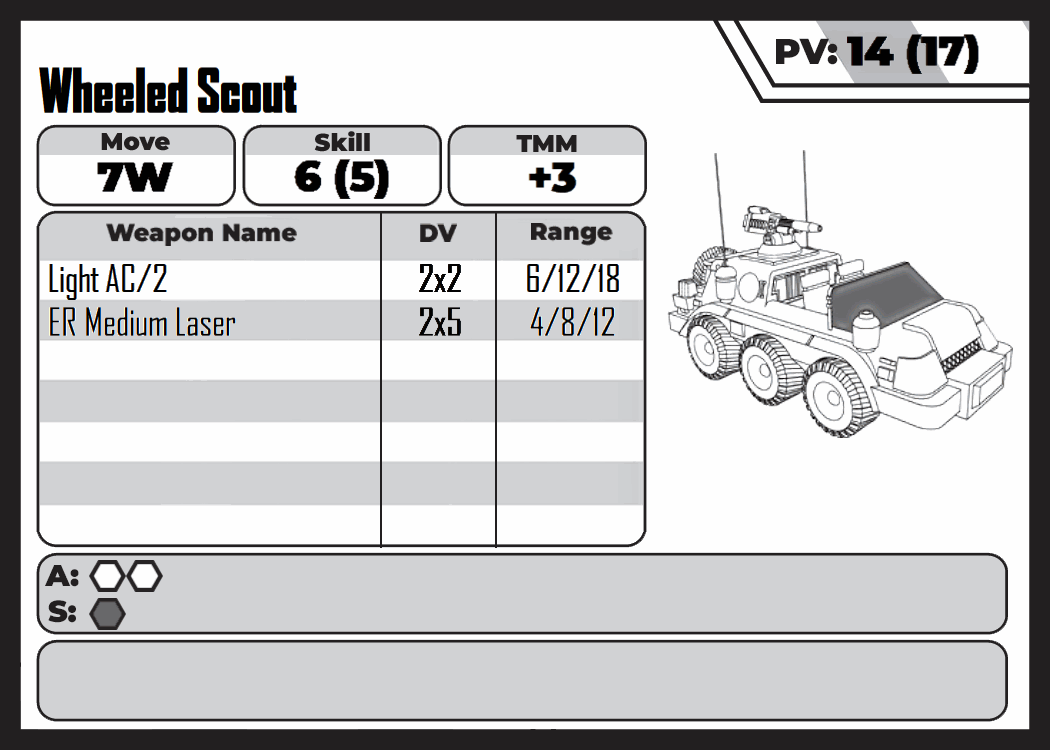 PV: 14 (17)
Wheeled Scout
Move Skill TMM
7W 6 (5) +3
Weapon Name DV Range
Light AC/2 2x2 6/12/18
ER Medium Laser 2x5 4/8/12
A:
S: